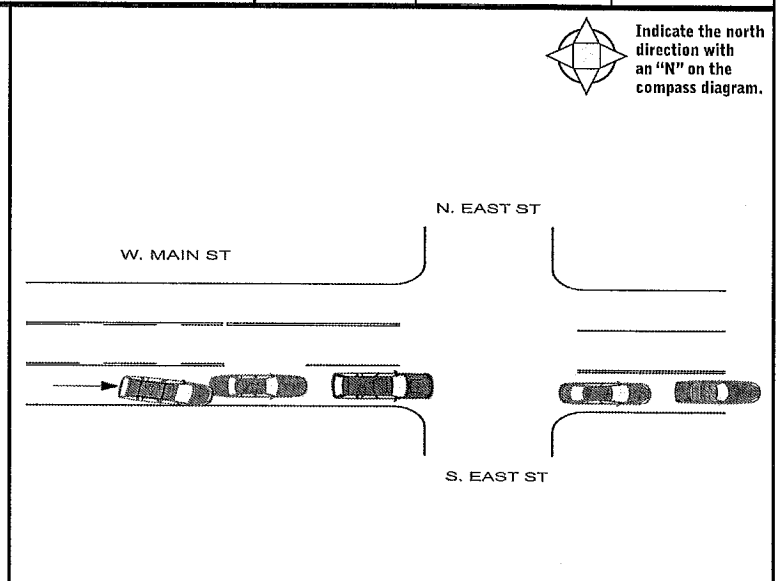 Indicate the north
direction with
an "N" on the
compass diagram.
N. EAST ST
W. MAIN ST
S. EAST ST